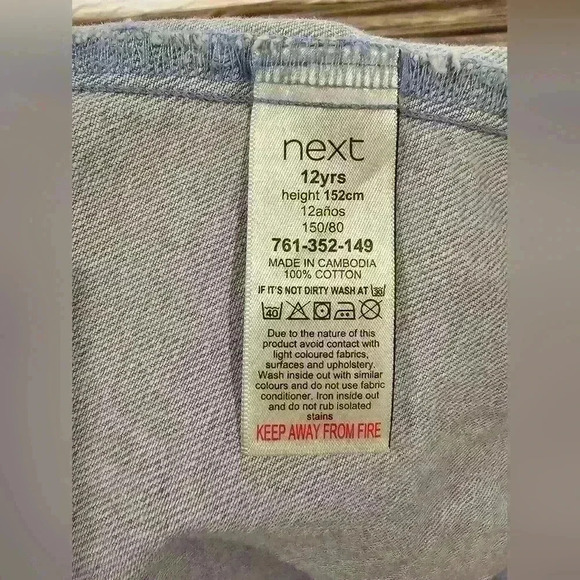 next
12yrs
height 152cm
12años
150/80
761-352-149
MADE IN CAMBODIA
100% COTTON
IF IT'S NOT DIRTY WASH AT 30
40
Due to the nature of this
product avoid contact with
light coloured fabrics,
surfaces and upholstery.
Wash inside out with similar
colours and do not use fabric
conditioner. Iron inside out
and do not rub isolated
stains
KEEP AWAY FROM FIRE